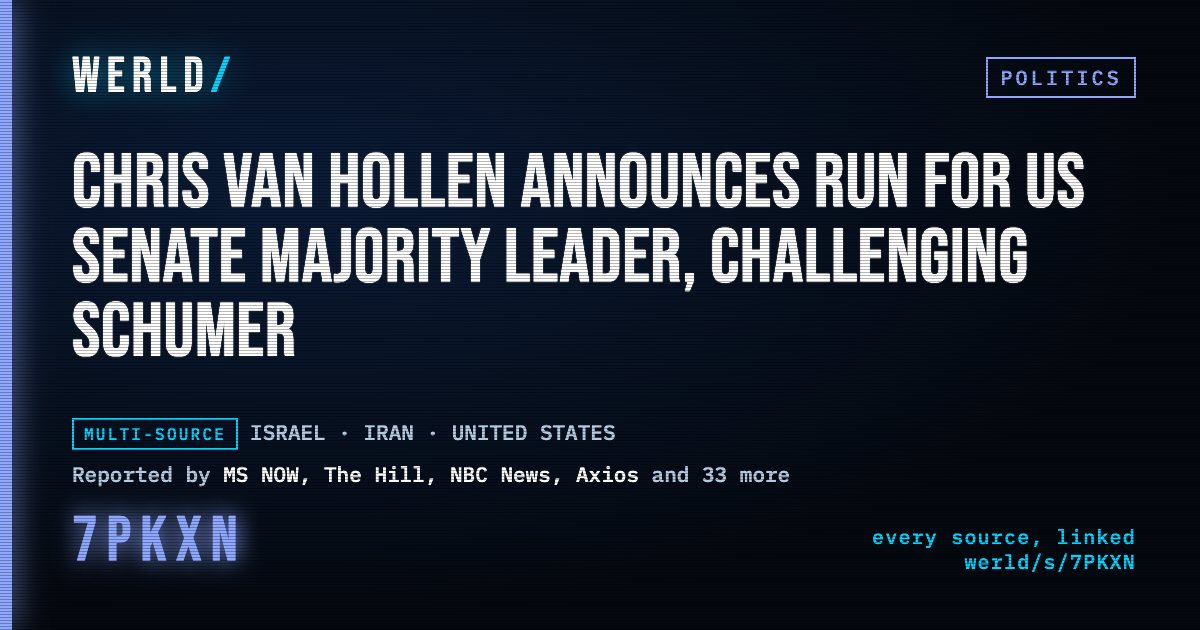 WERLD/
POLITICS
CHRIS VAN HOLLEN ANNOUNCES RUN FOR US
SENATE MAJORITY LEADER, CHALLENGING
SCHUMER
MULTI-SOURCE ISRAEL · IRAN · UNITED STATES
Reported by MS NOW, The Hill, NBC News, Axios and 33 more
7PKXN
every source, linked
werld/s/7PKXN